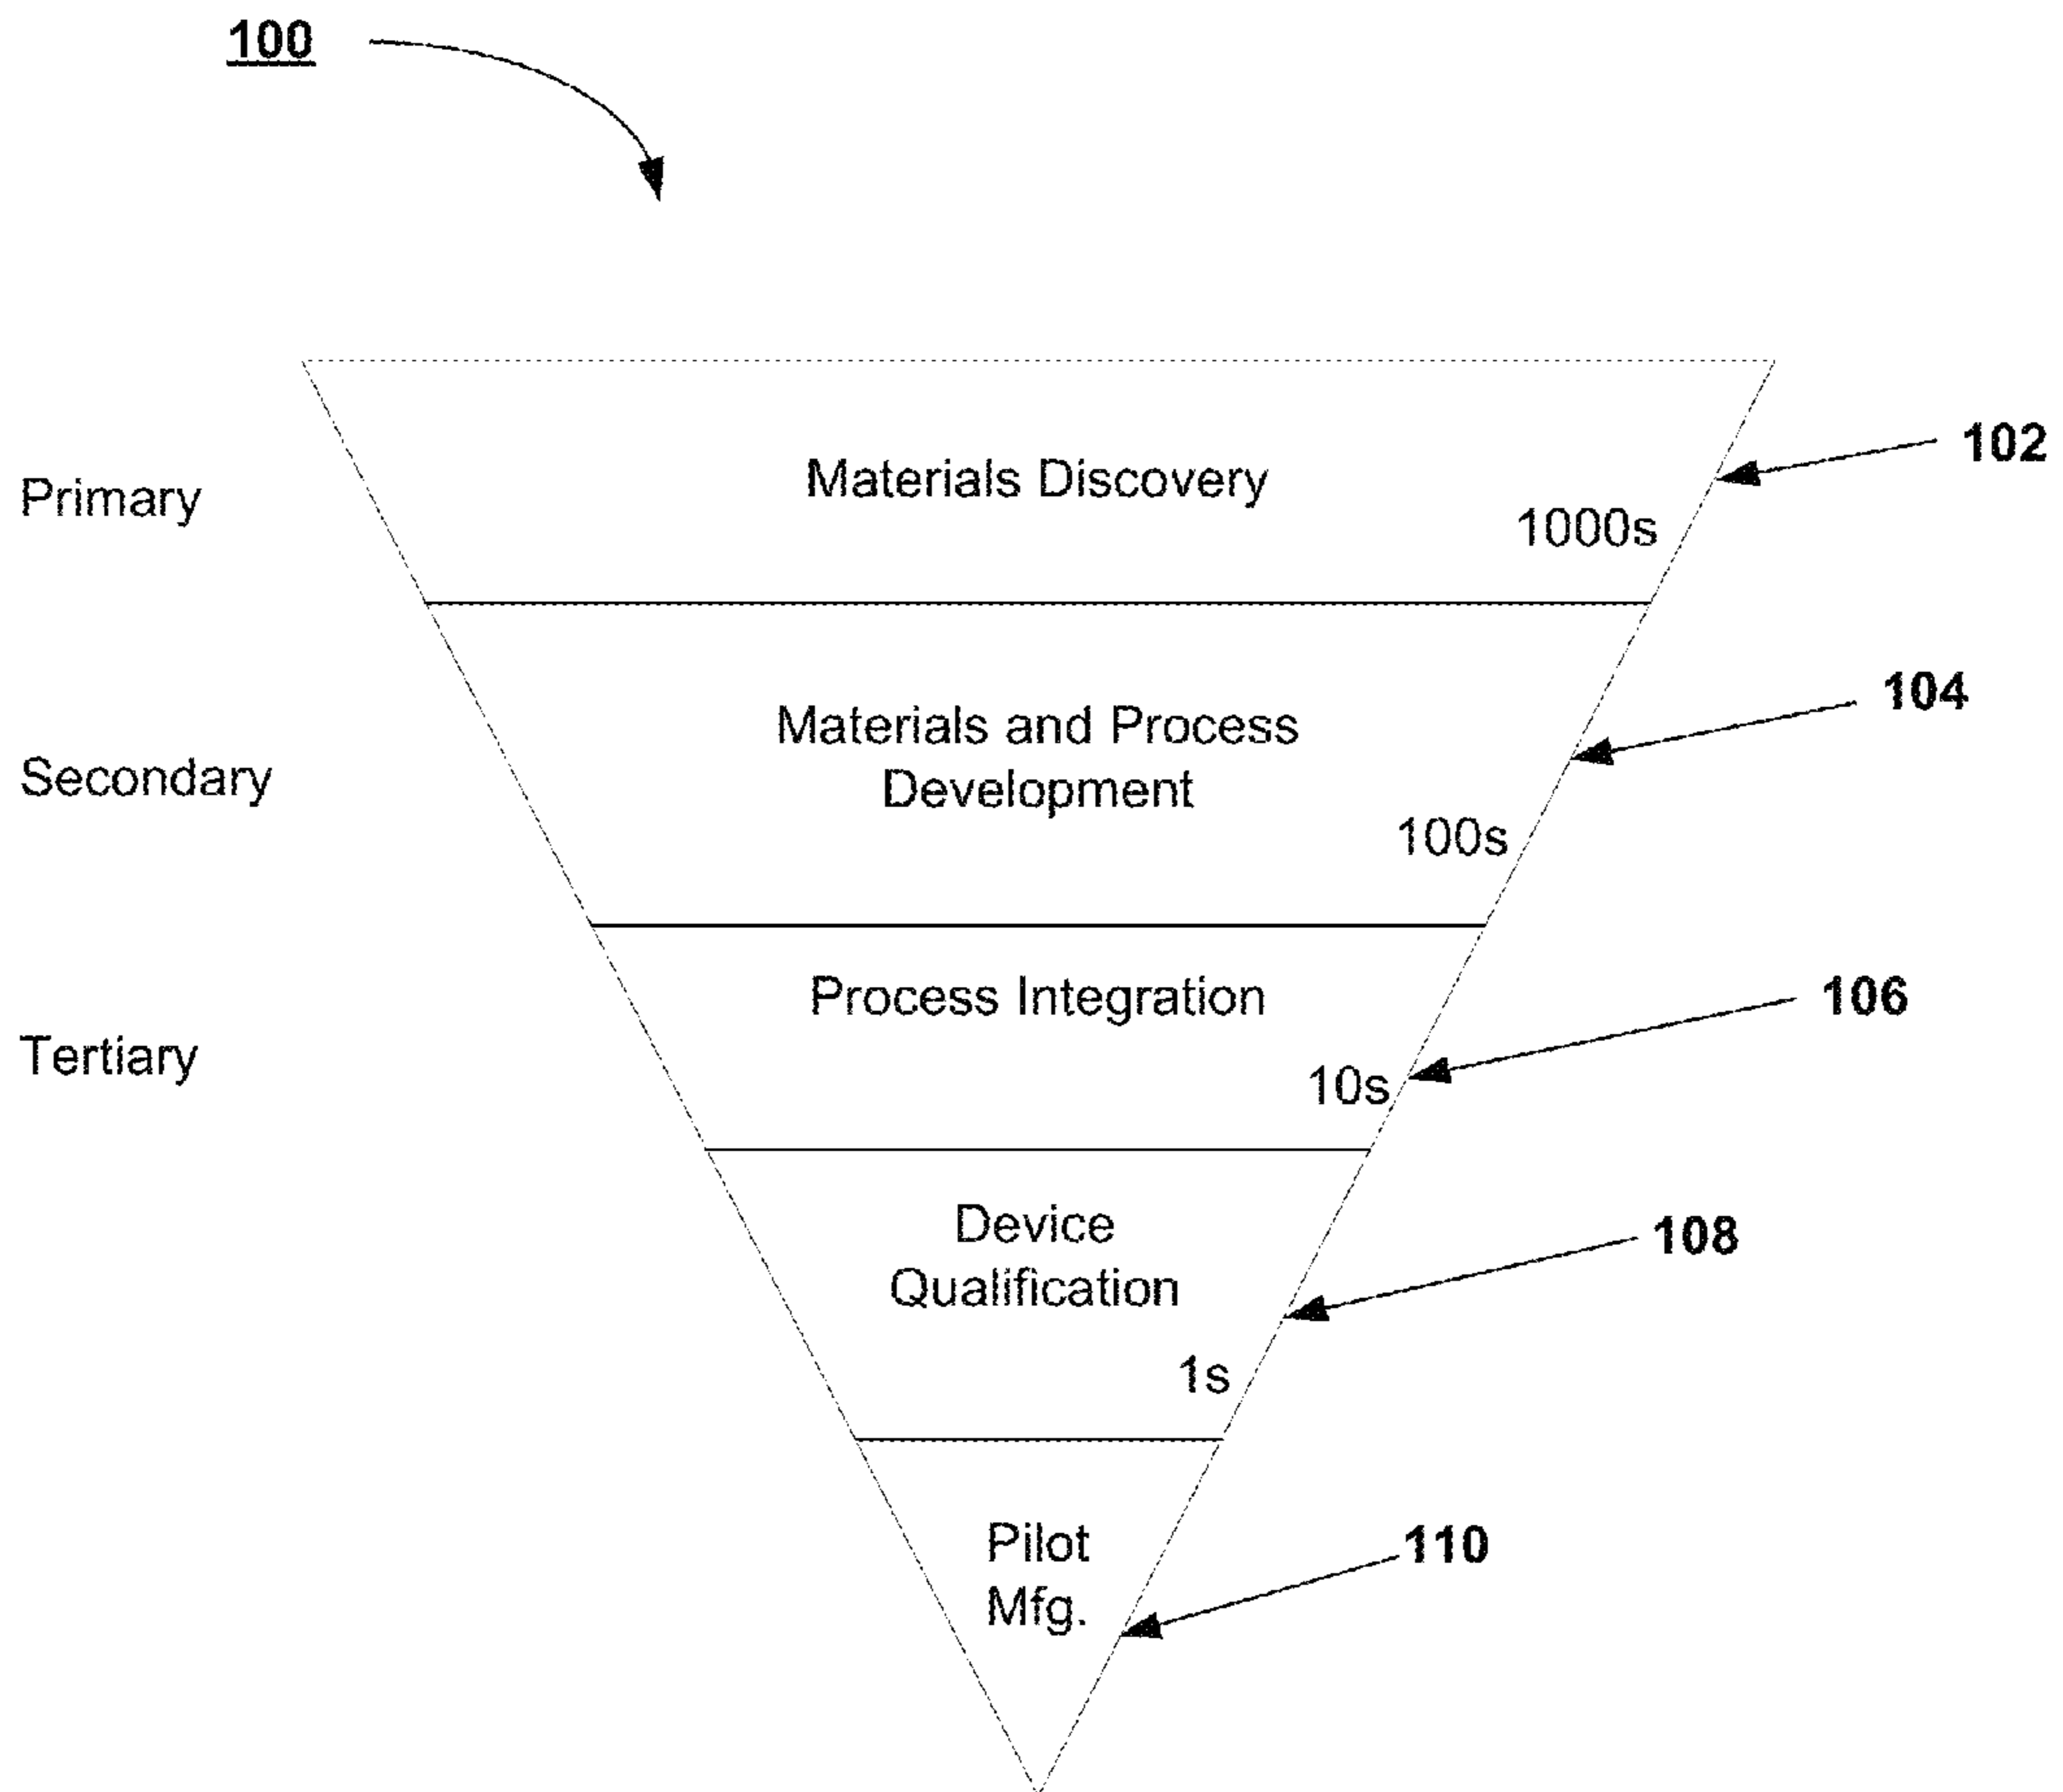 100
Materials Discovery
102
Primary
1000s
104
Materials and Process
Development
Secondary
100s
Process Integration
106
Tertiary
10s
Device
Qualification
108
1s
Pilot
Mfg.
110